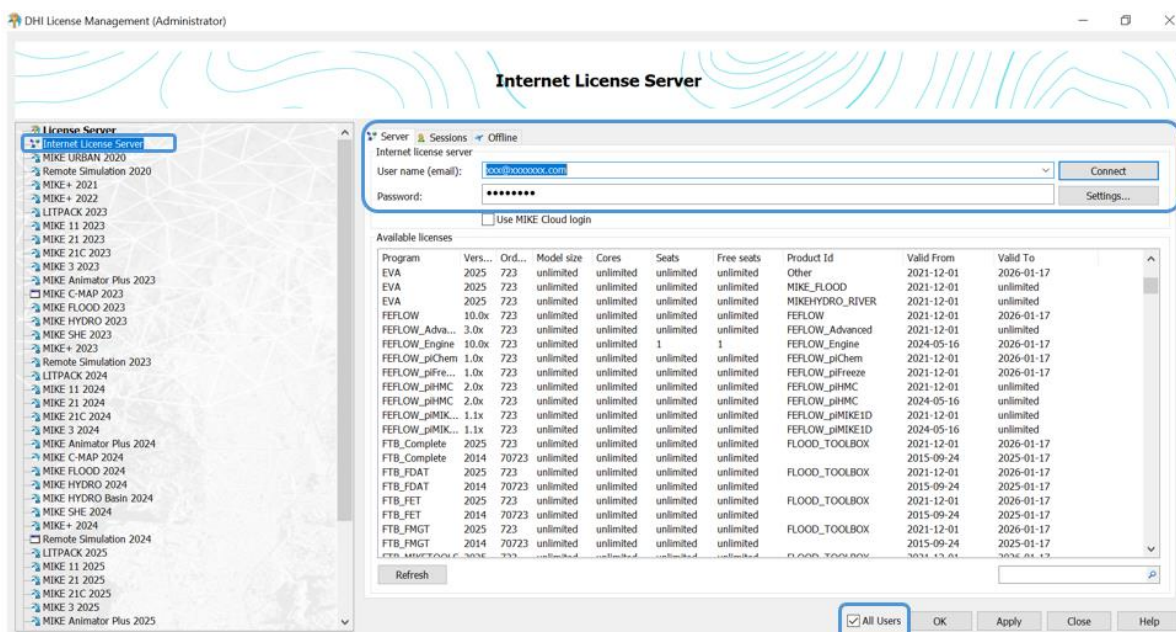 DHI License Management (Administrator)
Internet License Server
License Server
Internet License Server
MIKE URBAN 2020
Remote Simulation 2020
MIKE+ 2021
MIKE+ 2022
LITPACK 2023
MIKE 11 2023
MIKE 21 2023
MIKE 21C 2023
MIKE 3 2023
MIKE Animator Plus 2023
MIKE C-MAP 2023
MIKE FLOOD 2023
MIKE HYDRO 2023
MIKE SHE 2023
MIKE+ 2023
Remote Simulation 2023
LITPACK 2024
MIKE 11 2024
MIKE 21 2024
MIKE 21C 2024
MIKE 3 2024
MIKE Animator Plus 2024
MIKE C-MAP 2024
MIKE FLOOD 2024
MIKE HYDRO 2024
MIKE HYDRO Basin 2024
MIKE SHE 2024
MIKE+ 2024
Remote Simulation 2024
LITPACK 2025
MIKE 11 2025
MIKE 21 2025
MIKE 21C 2025
MIKE 3 2025
MIKE Animator Plus 2025
Server Sessions Offline
Internet license server
User name (email): xxx@xxxxxxx.com Connect
Password: •••••••• Settings...
Use MIKE Cloud login
Available licenses
Program Vers... Ord... Model size Cores Seats Free seats Product Id Valid From Valid To
EVA 2025 723 unlimited unlimited unlimited unlimited Other 2021-12-01 2026-01-17
EVA 2025 723 unlimited unlimited unlimited unlimited MIKE_FLOOD 2021-12-01 unlimited
EVA 2025 723 unlimited unlimited unlimited unlimited MIKEHYDRO_RIVER 2021-12-01 unlimited
FEFLOW 10.0x 723 unlimited unlimited unlimited unlimited FEFLOW 2021-12-01 2026-01-17
FEFLOW_Adva... 3.0x 723 unlimited unlimited unlimited unlimited FEFLOW_Advanced 2021-12-01 unlimited
FEFLOW_Engine 10.0x 723 unlimited unlimited 1 1 FEFLOW_Engine 2024-05-16 2026-01-17
FEFLOW_piChem 1.0x 723 unlimited unlimited unlimited unlimited FEFLOW_piChem 2021-12-01 2026-01-17
FEFLOW_piFre... 1.0x 723 unlimited unlimited unlimited unlimited FEFLOW_piFreeze 2021-12-01 2026-01-17
FEFLOW_piHMC 2.0x 723 unlimited unlimited unlimited unlimited FEFLOW_piHMC 2021-12-01 unlimited
FEFLOW_piHMC 2.0x 723 unlimited unlimited unlimited unlimited FEFLOW_piHMC 2024-05-16 unlimited
FEFLOW_piMIK... 1.1x 723 unlimited unlimited unlimited unlimited FEFLOW_piMIKE1D 2021-12-01 unlimited
FEFLOW_piMIK... 1.1x 723 unlimited unlimited unlimited unlimited FEFLOW_piMIKE1D 2024-05-16 unlimited
FTB_Complete 2025 723 unlimited unlimited unlimited unlimited FLOOD_TOOLBOX 2021-12-01 2026-01-17
FTB_Complete 2014 70723 unlimited unlimited unlimited unlimited 2015-09-24 2025-01-17
FTB_FDAT 2025 723 unlimited unlimited unlimited unlimited FLOOD_TOOLBOX 2021-12-01 2026-01-17
FTB_FDAT 2014 70723 unlimited unlimited unlimited unlimited 2015-09-24 2025-01-17
FTB_FET 2025 723 unlimited unlimited unlimited unlimited FLOOD_TOOLBOX 2021-12-01 2026-01-17
FTB_FET 2014 70723 unlimited unlimited unlimited unlimited 2015-09-24 2025-01-17
FTB_FMGT 2025 723 unlimited unlimited unlimited unlimited FLOOD_TOOLBOX 2021-12-01 2026-01-17
FTB_FMGT 2014 70723 unlimited unlimited unlimited unlimited 2015-09-24 2025-01-17
Refresh
All Users OK Apply Close Help